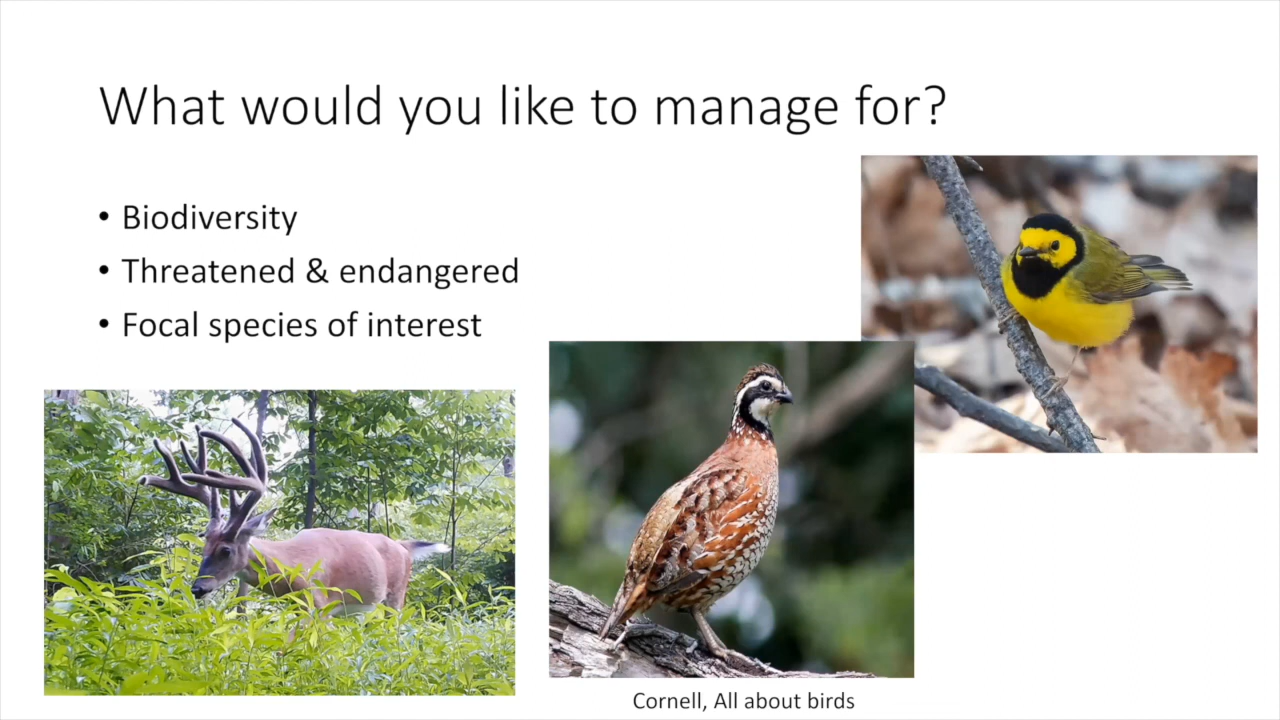 What would you like to manage for?
• Biodiversity
• Threatened & endangered
• Focal species of interest
Cornell, All about birds